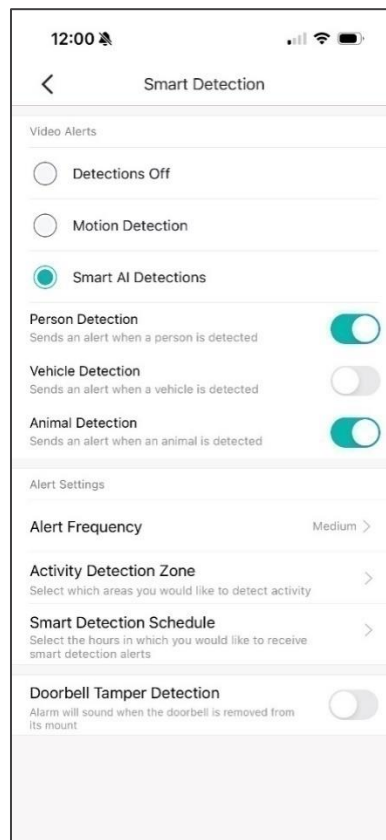 12:00
Smart Detection
Video Alerts
Detections Off
Motion Detection
Smart AI Detections
Person Detection
Sends an alert when a person is detected
Vehicle Detection
Sends an alert when a vehicle is detected
Animal Detection
Sends an alert when an animal is detected
Alert Settings
Alert Frequency Medium
Activity Detection Zone
Select which areas you would like to detect activity
Smart Detection Schedule
Select the hours in which you would like to receive
smart detection alerts
Doorbell Tamper Detection
Alarm will sound when the doorbell is removed from
its mount